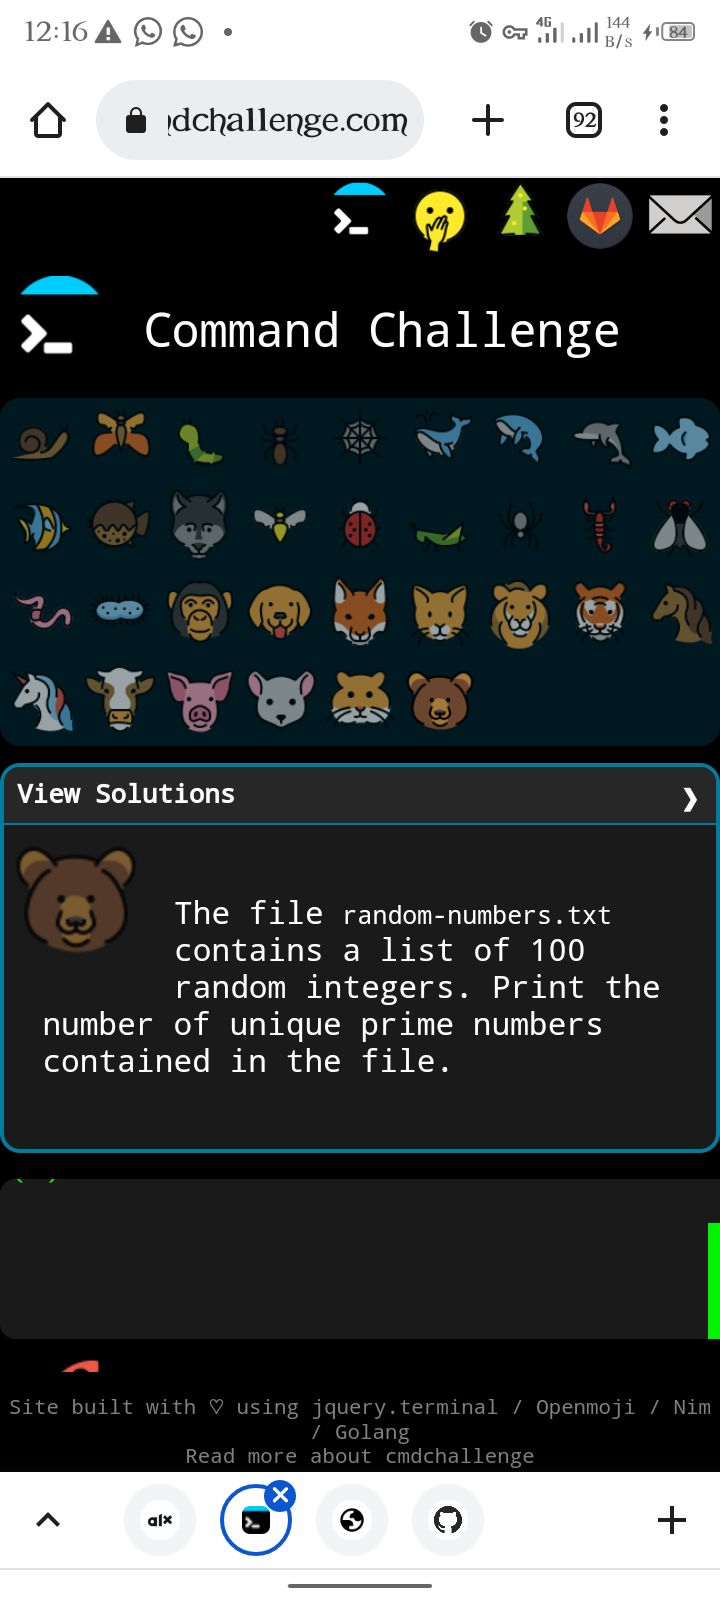 12:16
4G
144
B/s
84
dchallenge.com
92
Command Challenge
View Solutions
The file random-numbers.txt
contains a list of 100
random integers. Print the
number of unique prime numbers
contained in the file.
Site built with ♡ using jquery.terminal / Openmoji / Nim
/ Golang
Read more about cmdchallenge
alx